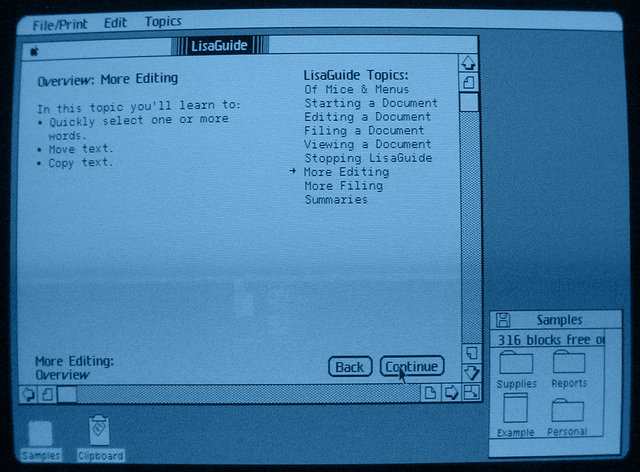 File/Print Edit Topics
LisaGuide
Overview: More Editing
In this topic you'll learn to:
• Quickly select one or more
words.
• Move text.
• Copy text.
LisaGuide Topics:
Of Mice & Menus
Starting a Document
Editing a Document
Filing a Document
Viewing a Document
Stopping LisaGuide
→ More Editing
More Filing
Summaries
More Editing:
Overview
Back Continue
Samples
316 blocks free o
Supplies Reports
Example Personal
Samples Clipboard